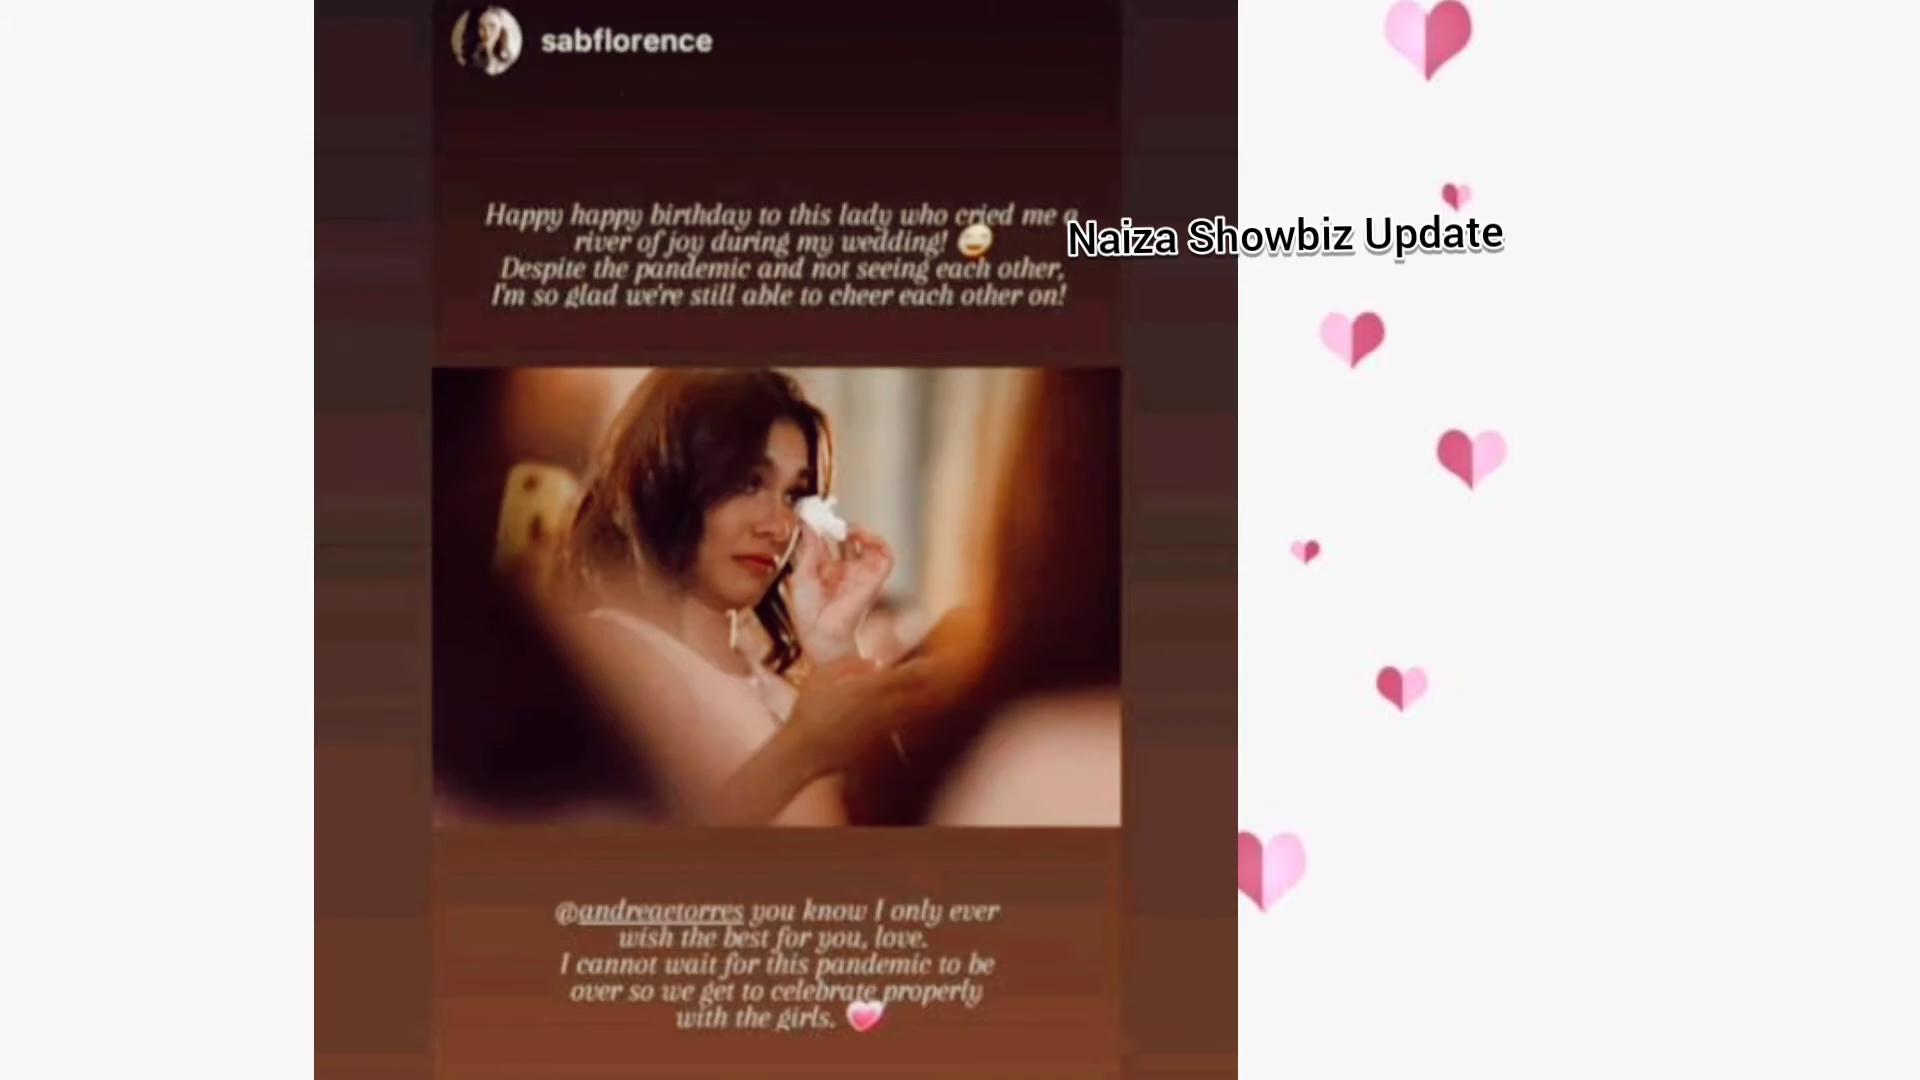 sabflorence
Happy happy birthday to this lady who cried me a
river of joy during my wedding!
Despite the pandemic and not seeing each other,
I'm so glad we're still able to cheer each other on!
Naiza Showbiz Update
@andreaetorres you know I only ever
wish the best for you, love.
I cannot wait for this pandemic to be
over so we get to celebrate properly
with the girls.